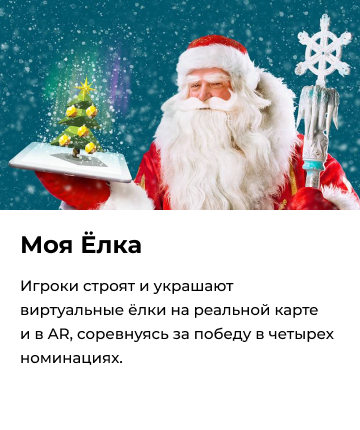 Моя Ёлка
Игроки строят и украшают
виртуальные ёлки на реальной карте
и в AR, соревнуясь за победу в четырех
номинациях.